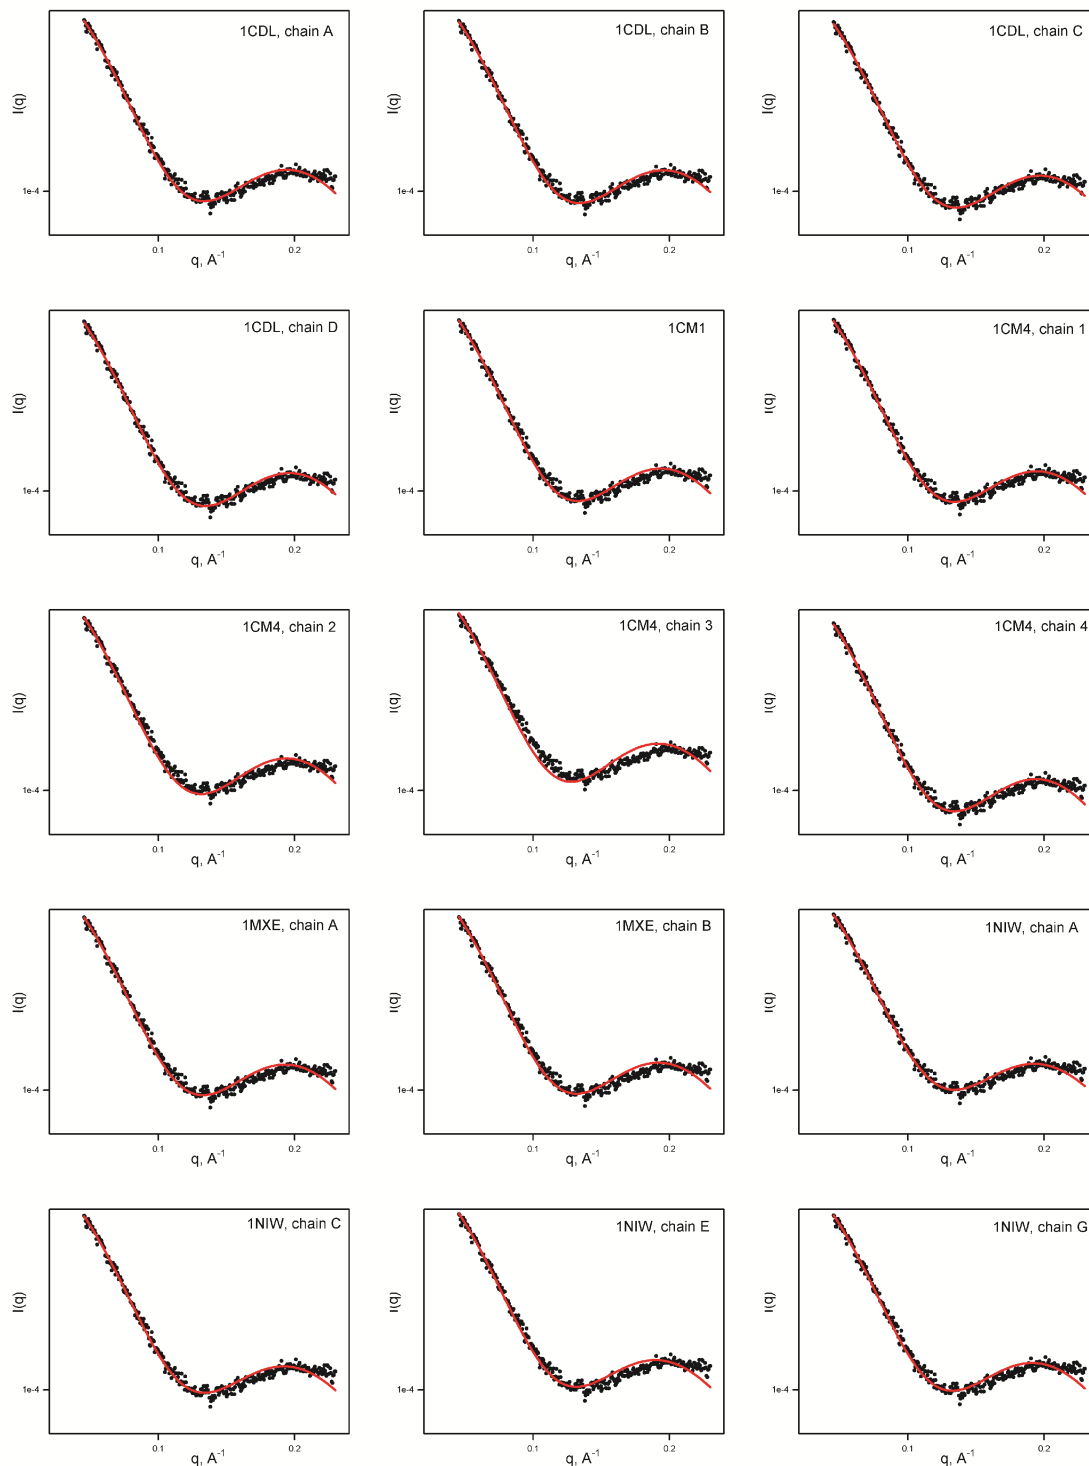 1CDL, chain A
I(q)
1e-4
0.1
0.2
q, A⁻¹
1CDL, chain B
I(q)
1e-4
0.1
0.2
q, A⁻¹
1CDL, chain C
I(q)
1e-4
0.1
0.2
q, A⁻¹
1CDL, chain D
I(q)
1e-4
0.1
0.2
q, A⁻¹
1CM1
I(q)
1e-4
0.1
0.2
q, A⁻¹
1CM4, chain 1
I(q)
1e-4
0.1
0.2
q, A⁻¹
1CM4, chain 2
I(q)
1e-4
0.1
0.2
q, A⁻¹
1CM4, chain 3
I(q)
1e-4
0.1
0.2
q, A⁻¹
1CM4, chain 4
I(q)
1e-4
0.1
0.2
q, A⁻¹
1MXE, chain A
I(q)
1e-4
0.1
0.2
q, A⁻¹
1MXE, chain B
I(q)
1e-4
0.1
0.2
q, A⁻¹
1NIW, chain A
I(q)
1e-4
0.1
0.2
q, A⁻¹
1NIW, chain C
I(q)
1e-4
0.1
0.2
q, A⁻¹
1NIW, chain E
I(q)
1e-4
0.1
0.2
q, A⁻¹
1NIW, chain G
I(q)
1e-4
0.1
0.2
q, A⁻¹